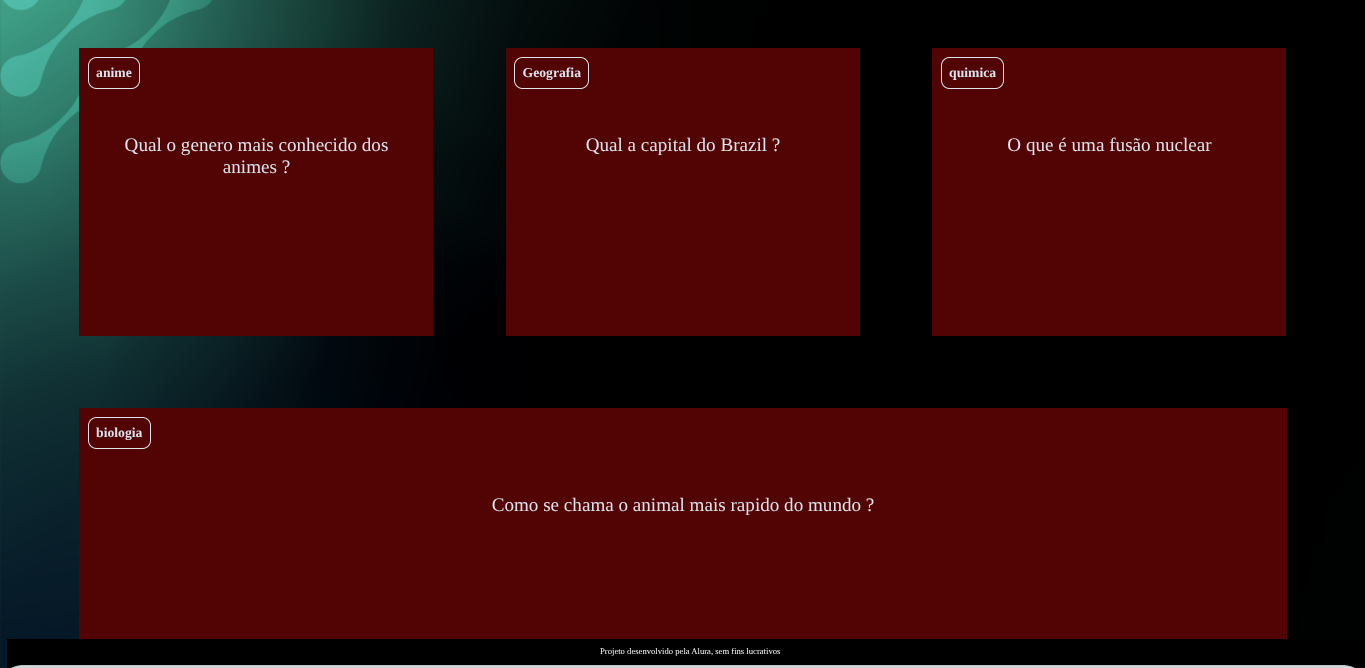 anime
Qual o genero mais conhecido dos
animes ?
Geografia
Qual a capital do Brazil ?
quimica
O que é uma fusão nuclear
biologia
Como se chama o animal mais rapido do mundo ?
Projeto desenvolvido pela Alura, sem fins lucrativos